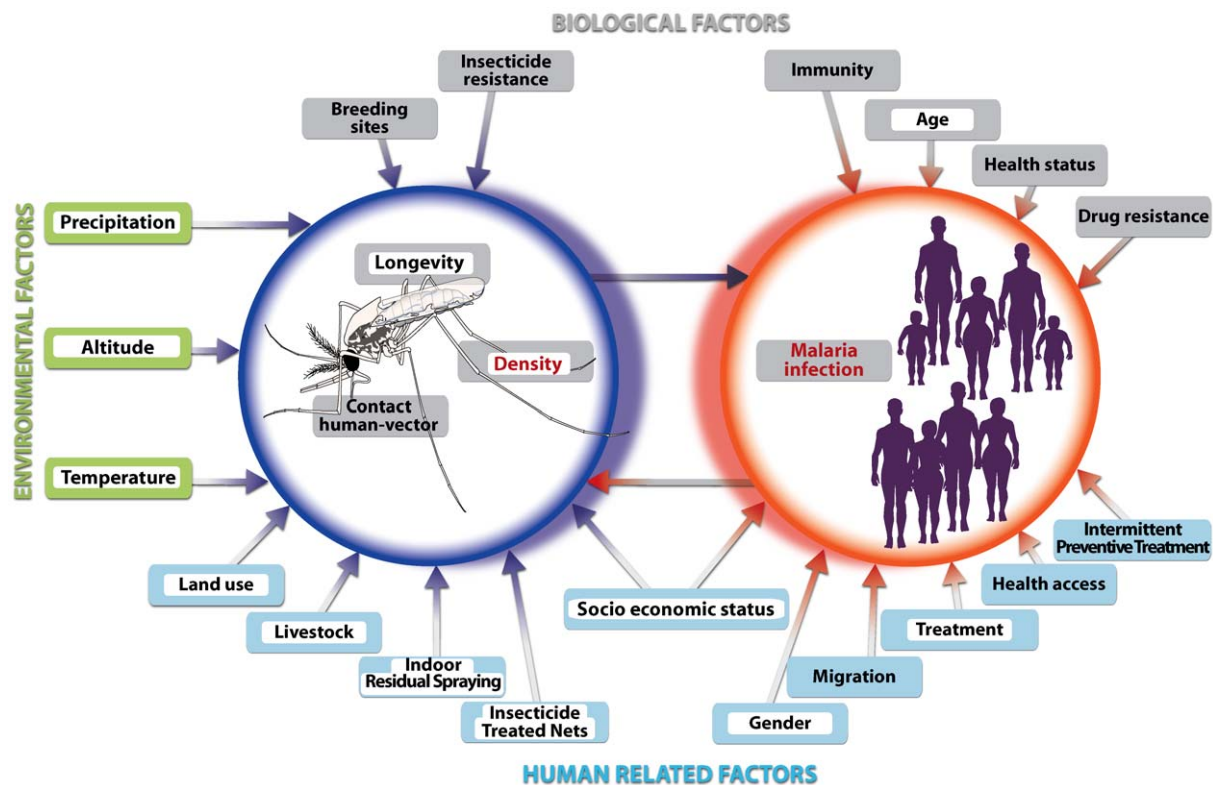 BIOLOGICAL FACTORS
Insecticide
resistance
Breeding
sites
Immunity
Age
Health status
Drug resistance
ENVIRONMENTAL FACTORS
Precipitation
Altitude
Temperature
Longevity
Density
Contact
human-vector
Malaria
infection
Land use
Livestock
Indoor
Residual Spraying
Insecticide
Treated Nets
Socio economic status
Intermittent
Preventive Treatment
Health access
Treatment
Migration
Gender
HUMAN RELATED FACTORS